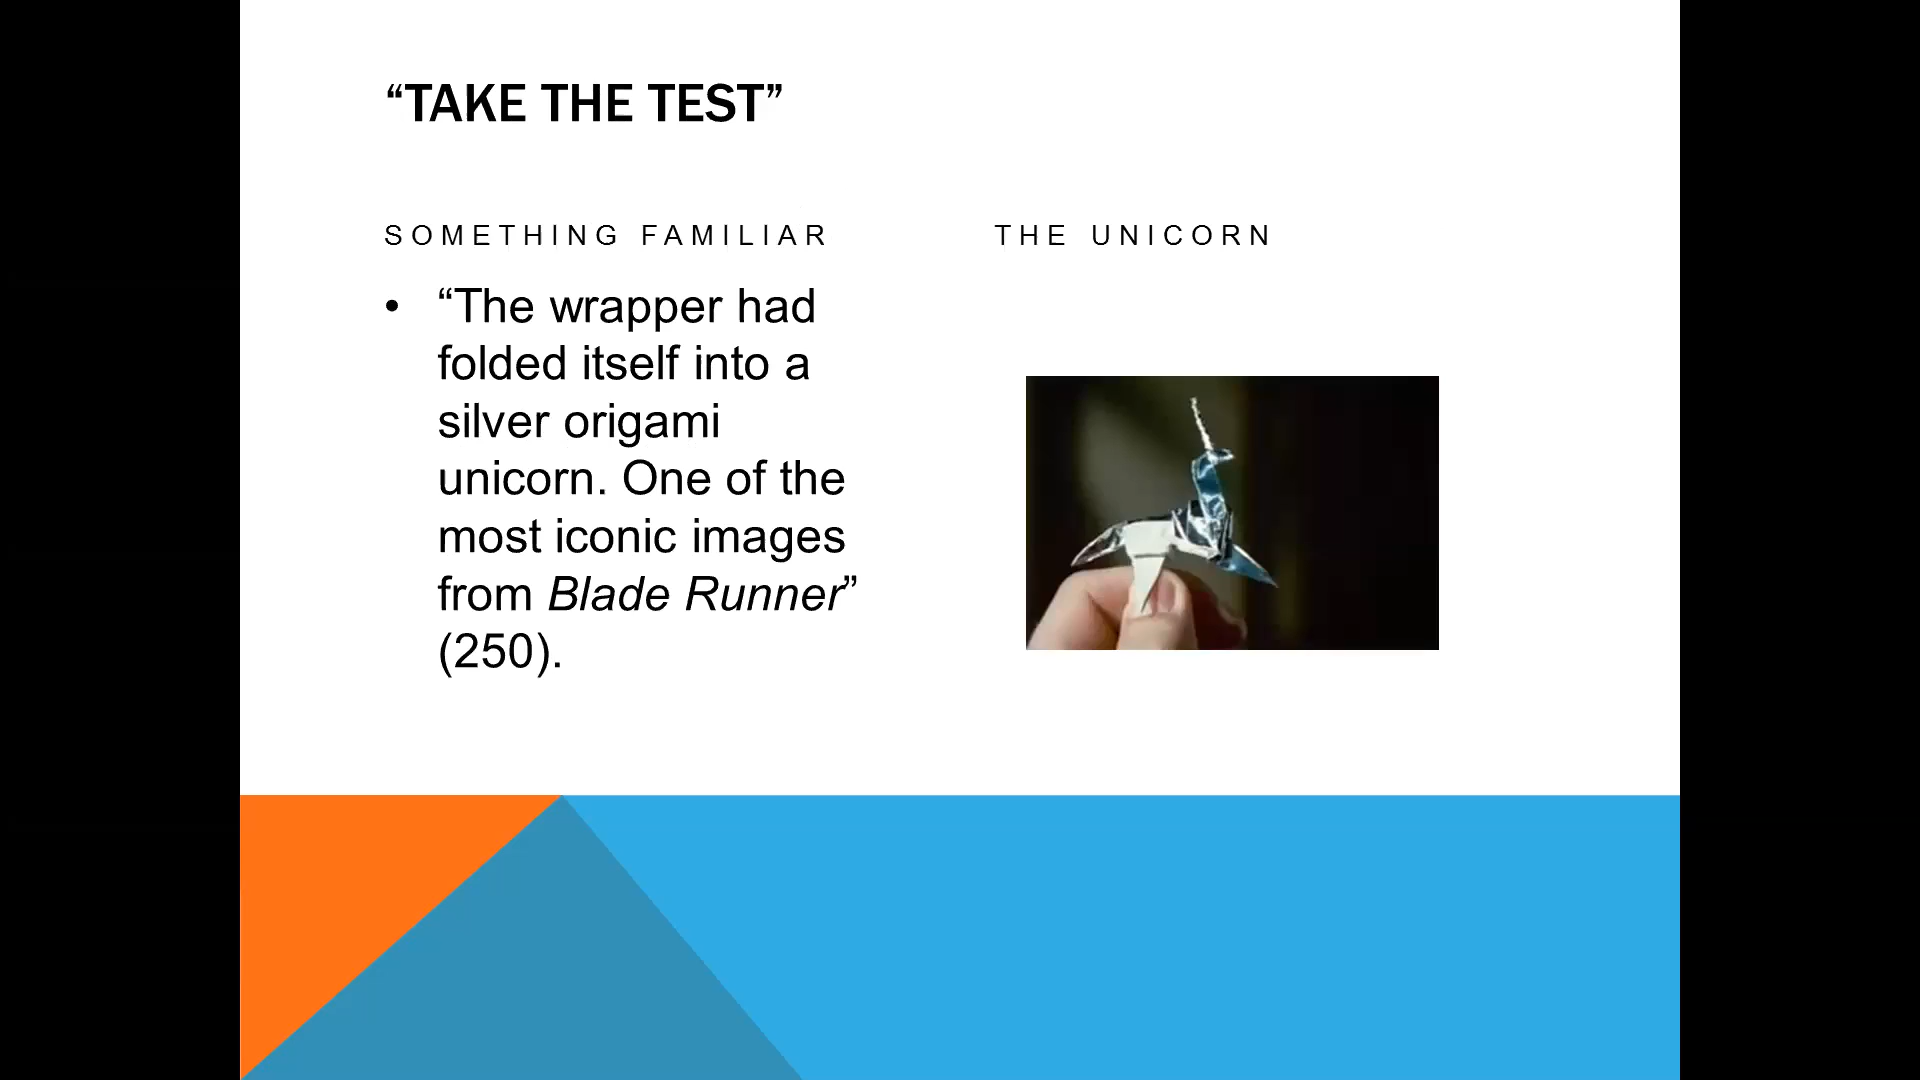 “TAKE THE TEST”
SOMETHING FAMILIAR
• “The wrapper had
folded itself into a
silver origami
unicorn. One of the
most iconic images
from Blade Runner”
(250).
THE UNICORN